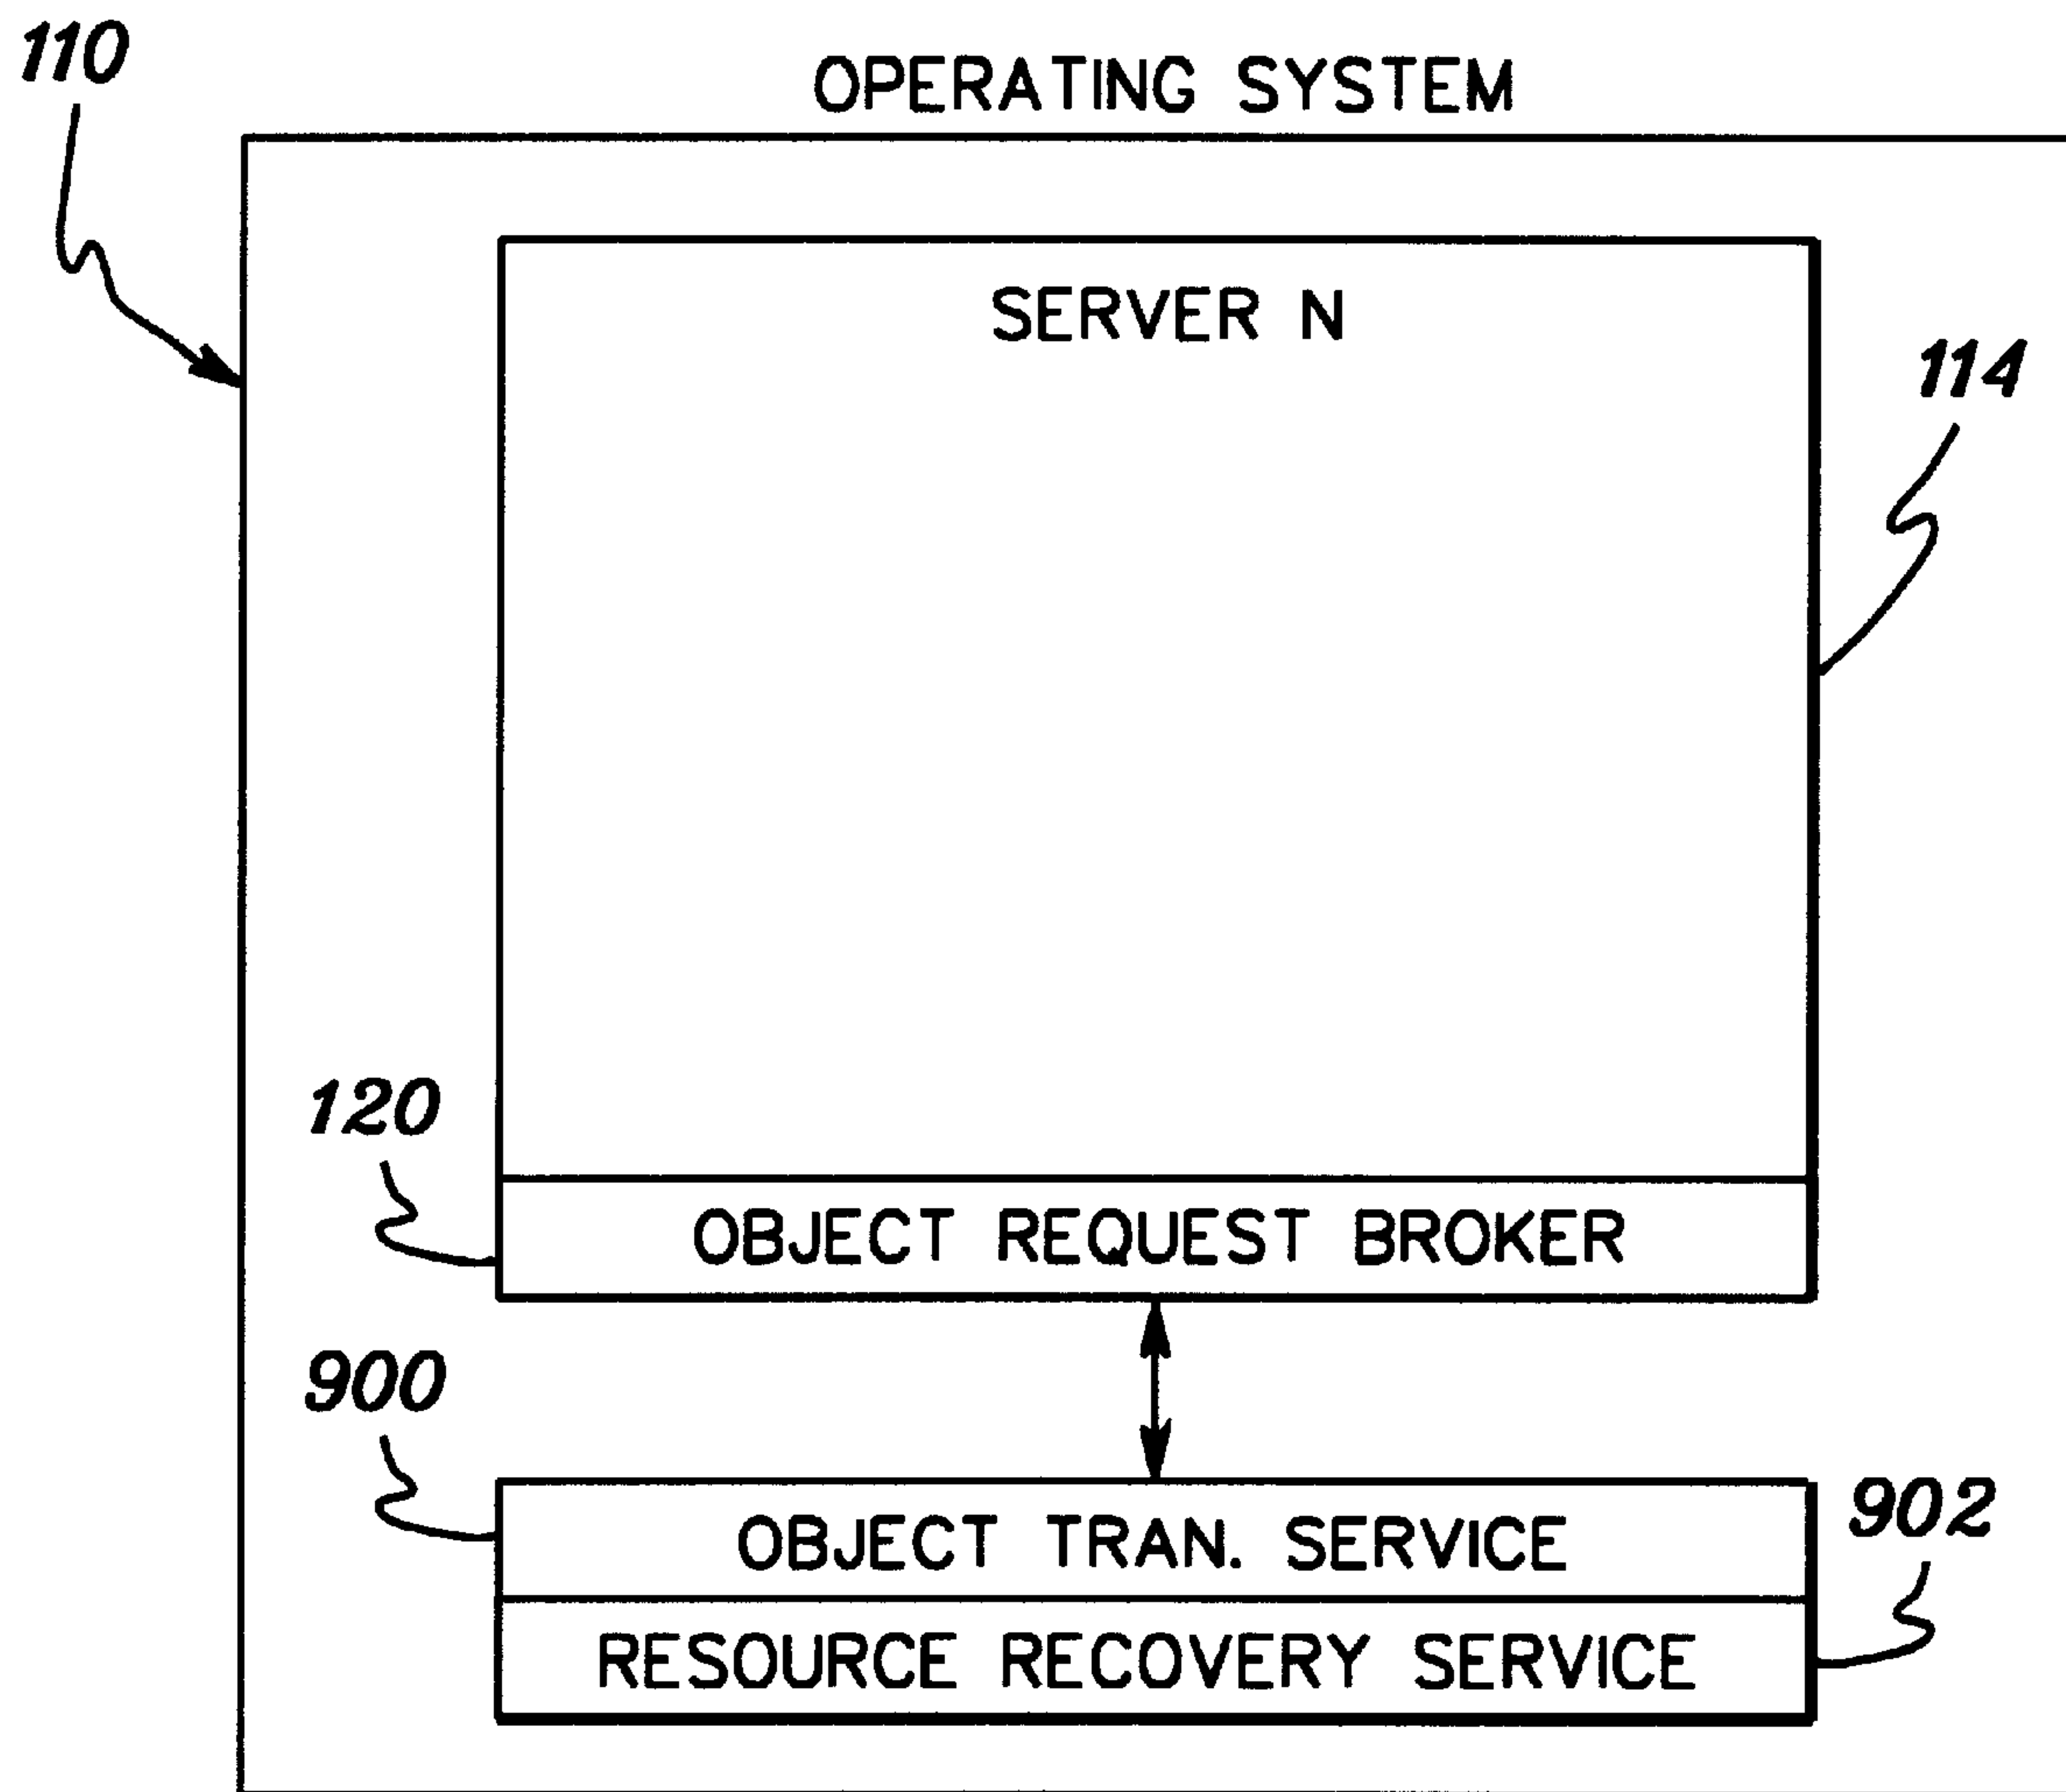 110
OPERATING SYSTEM
SERVER N
114
120
OBJECT REQUEST BROKER
900
OBJECT TRAN. SERVICE
902
RESOURCE RECOVERY SERVICE